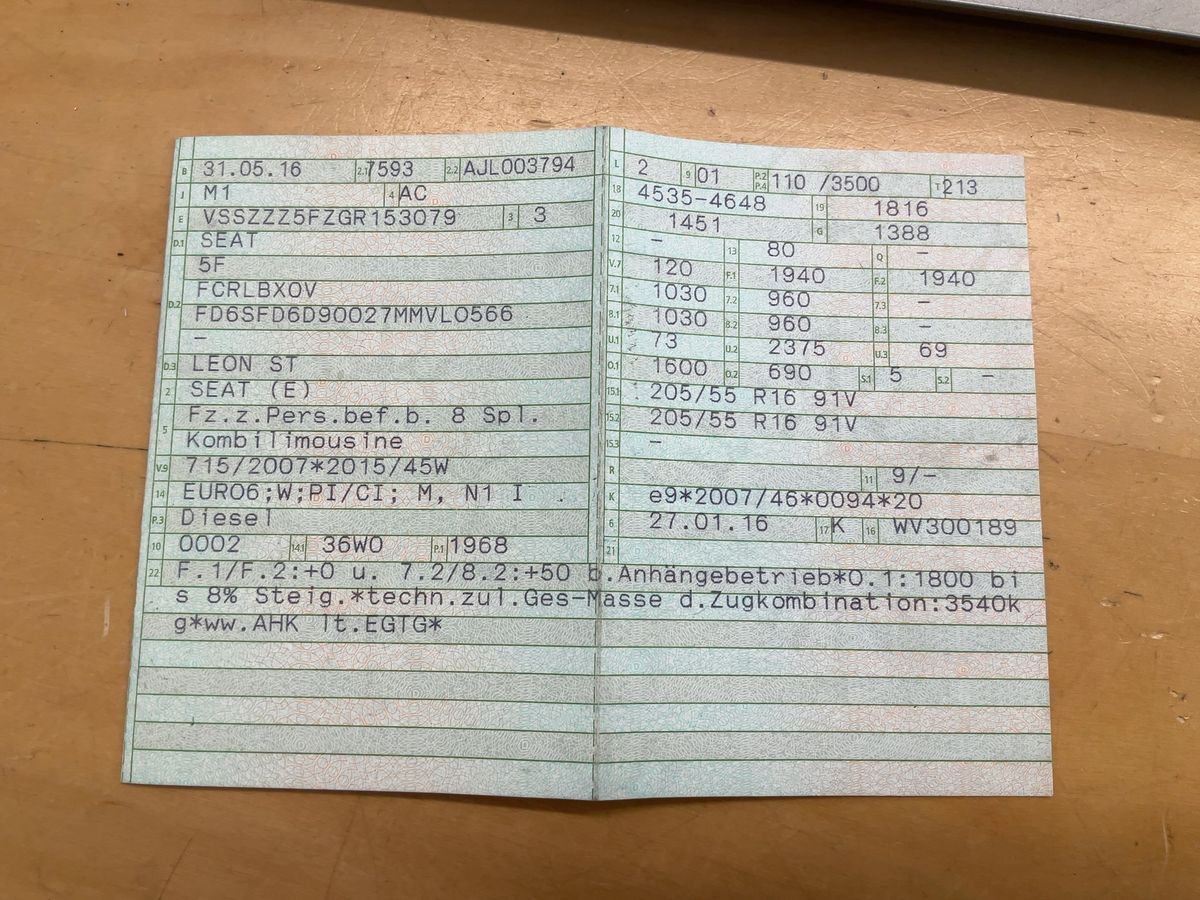 B 31.05.16 2.1 7593 2.2 AJL003794
J M1 4 AC
E VSSZZZ5FZGR153079 3 3
D.1 SEAT
5F
D.2 FCRLBX0V
FD6SFD6D90027MMVL0566
–
D.3 LEON ST
2 SEAT (E)
5 Fz.z.Pers.bef.b. 8 Spl.
Kombilimousine
V.9 715/2007*2015/45W
14 EURO6;W;PI/CI; M, N1 I .
P.3 Diesel
10 0002 14.1 36W0 P.1 1968
L 2 9 01 P.2 P.4 110 /3500 T 213
18 4535-4648 19 1816
20 1451 G 1388
12 – 13 80 Q –
V.7 120 F.1 1940 F.2 1940
7.1 1030 7.2 960 7.3 –
8.1 1030 8.2 960 8.3 –
U.1 73 U.2 2375 U.3 69
O.1 1600 O.2 690 S.1 5 S.2 –
15.1 205/55 R16 91V
15.2 205/55 R16 91V
15.3 –
R 11 9/-
K e9*2007/46*0094*20
6 27.01.16 17 K 16 WV300189
21
22 F.1/F.2:+0 u. 7.2/8.2:+50 b.Anhängebetrieb*O.1:1800 bi
s 8% Steig.*techn.zul.Ges-Masse d.Zugkombination:3540k
g*ww.AHK lt.EGTG*